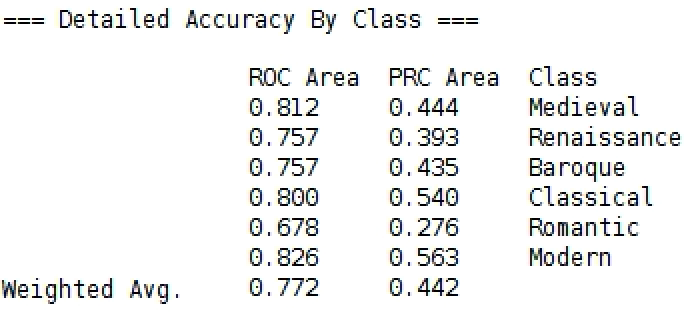 === Detailed Accuracy By Class ===
ROC Area PRC Area Class
0.812 0.444 Medieval
0.757 0.393 Renaissance
0.757 0.435 Baroque
0.800 0.540 Classical
0.678 0.276 Romantic
0.826 0.563 Modern
Weighted Avg. 0.772 0.442